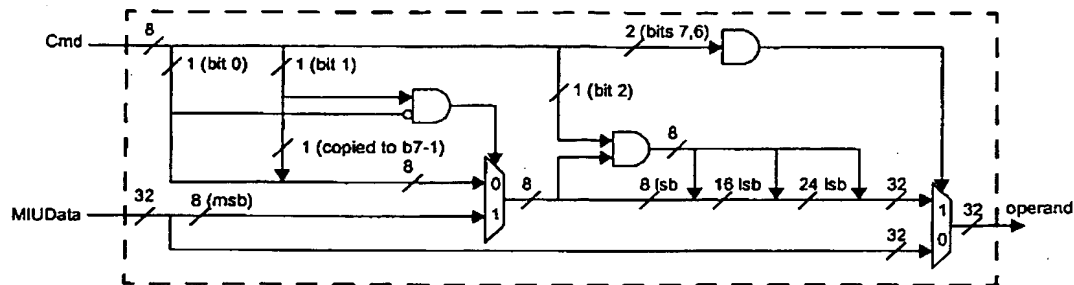 Cmd
8
2 (bits 7,6)
1 (bit 0)
1 (bit 1)
1 (bit 2)
1 (copied to b7-1)
8
8
0
1
8
8 lsb
16 lsb
24 lsb
32
1
0
32
operand
MIUData
32
8 (msb)
32